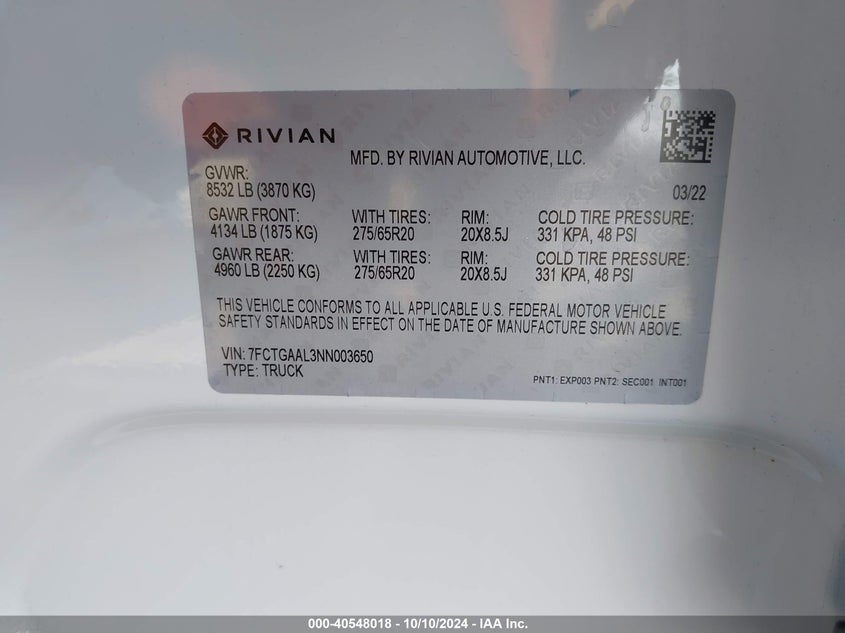 RIVIAN
MFD. BY RIVIAN AUTOMOTIVE, LLC.
GVWR:
8532 LB (3870 KG)
03/22
GAWR FRONT: WITH TIRES: RIM: COLD TIRE PRESSURE:
4134 LB (1875 KG) 275/65R20 20X8.5J 331 KPA, 48 PSI
GAWR REAR: WITH TIRES: RIM: COLD TIRE PRESSURE:
4960 LB (2250 KG) 275/65R20 20X8.5J 331 KPA, 48 PSI
THIS VEHICLE CONFORMS TO ALL APPLICABLE U.S. FEDERAL MOTOR VEHICLE
SAFETY STANDARDS IN EFFECT ON THE DATE OF MANUFACTURE SHOWN ABOVE.
VIN: 7FCTGAAL3NN003650
TYPE: TRUCK
PNT1: EXP003 PNT2: SEC001 INT001
000-40548018 - 10/10/2024 - IAA Inc.